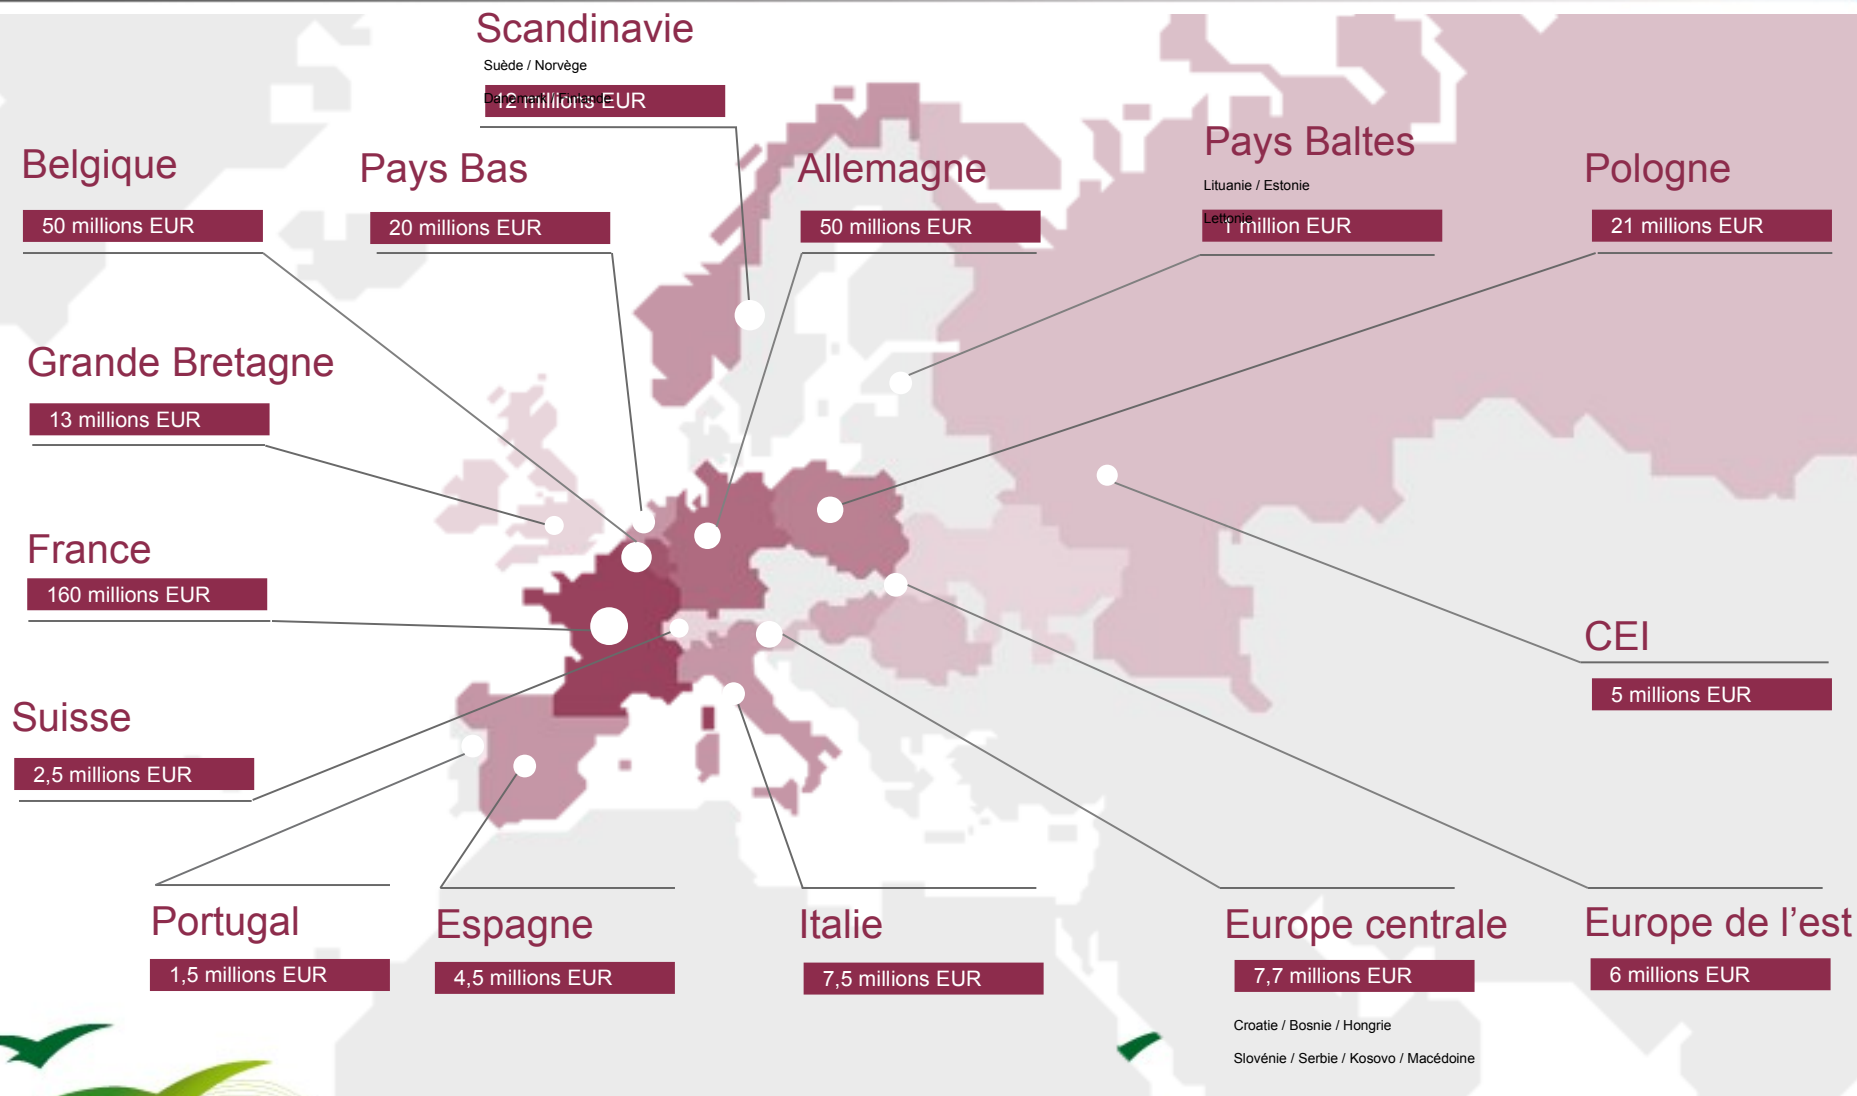 Scandinavie
Suède / Norvège
Danemark / Finlande
12 millions EUR
Belgique
50 millions EUR
Pays Bas
20 millions EUR
Allemagne
50 millions EUR
Pays Baltes
Lituanie / Estonie
Lettonie
1 million EUR
Pologne
21 millions EUR
Grande Bretagne
13 millions EUR
France
160 millions EUR
CEI
5 millions EUR
Suisse
2,5 millions EUR
Portugal
1,5 millions EUR
Espagne
4,5 millions EUR
Italie
7,5 millions EUR
Europe centrale
7,7 millions EUR
Croatie / Bosnie / Hongrie
Slovénie / Serbie / Kosovo / Macédoine
Europe de l’est
6 millions EUR